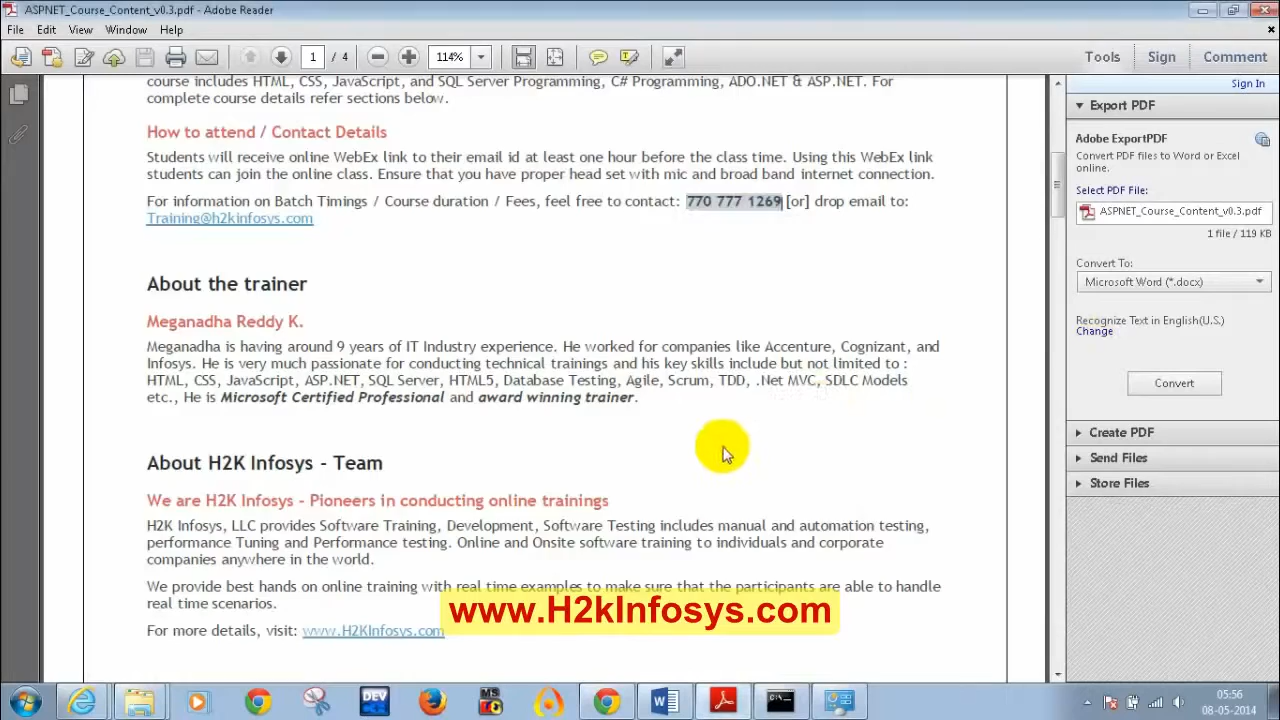 ASPNET_Course_Content_v0.3.pdf - Adobe Reader
File Edit View Window Help
1 / 4 114% Tools Sign Comment
course includes HTML, CSS, JavaScript, and SQL Server Programming, C# Programming, ADO.NET & ASP.NET. For
complete course details refer sections below.
How to attend / Contact Details
Students will receive online WebEx link to their email id at least one hour before the class time. Using this WebEx link
students can join the online class. Ensure that you have proper head set with mic and broad band internet connection.
For information on Batch Timings / Course duration / Fees, feel free to contact: 770 777 1269 [or] drop email to:
Training@h2kinfosys.com
About the trainer
Meganadha Reddy K.
Meganadha is having around 9 years of IT Industry experience. He worked for companies like Accenture, Cognizant, and
Infosys. He is very much passionate for conducting technical trainings and his key skills include but not limited to :
HTML, CSS, JavaScript, ASP.NET, SQL Server, HTML5, Database Testing, Agile, Scrum, TDD, .Net MVC, SDLC Models
etc., He is Microsoft Certified Professional and award winning trainer.
About H2K Infosys - Team
We are H2K Infosys - Pioneers in conducting online trainings
H2K Infosys, LLC provides Software Training, Development, Software Testing includes manual and automation testing,
performance Tuning and Performance testing. Online and Onsite software training to individuals and corporate
companies anywhere in the world.
We provide best hands on online training with real time examples to make sure that the participants are able to handle
real time scenarios.
www.H2kInfosys.com
For more details, visit: www.H2KInfosys.com
Sign In
Export PDF
Adobe ExportPDF
Convert PDF files to Word or Excel
online.
Select PDF File:
ASPNET_Course_Content_v0.3.pdf
1 file / 119 KB
Convert To:
Microsoft Word (*.docx)
Recognize Text in English(U.S.)
Change
Convert
Create PDF
Send Files
Store Files
DEV
MS
05:56
08-05-2014